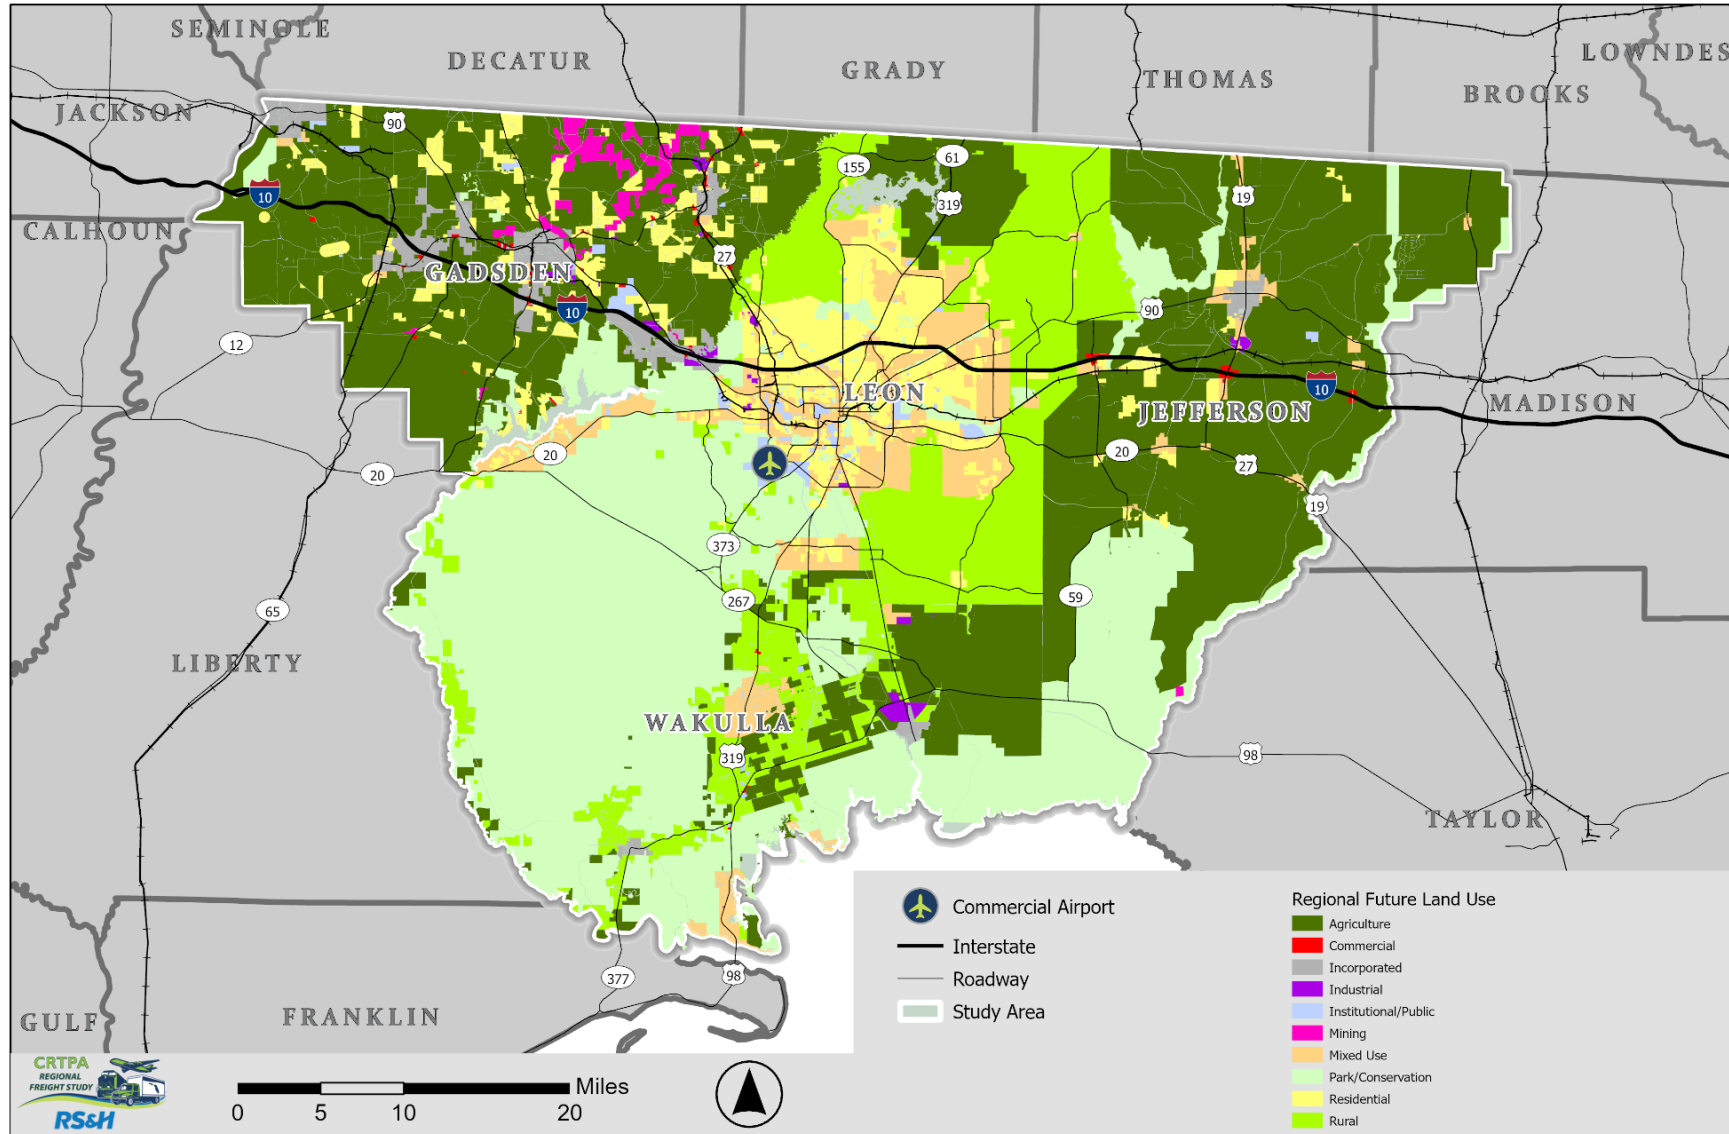 SEMINOLE
DECATUR
GRADY
THOMAS
LOWNDES
BROOKS
JACKSON
90
61
155
10
19
319
CALHOUN
27
GADSDEN
10
90
12
LEON
10
JEFFERSON
MADISON
20
20
20
27
19
373
267
59
65
LIBERTY
WAKULLA
319
98
TAYLOR
377
98
GULF
FRANKLIN
Commercial Airport
Interstate
Roadway
Study Area
Regional Future Land Use
Agriculture
Commercial
Incorporated
Industrial
Institutional/Public
Mining
Mixed Use
Park/Conservation
Residential
Rural
CRTPA
REGIONAL
FREIGHT STUDY
RS&H
Miles
0 5 10 20